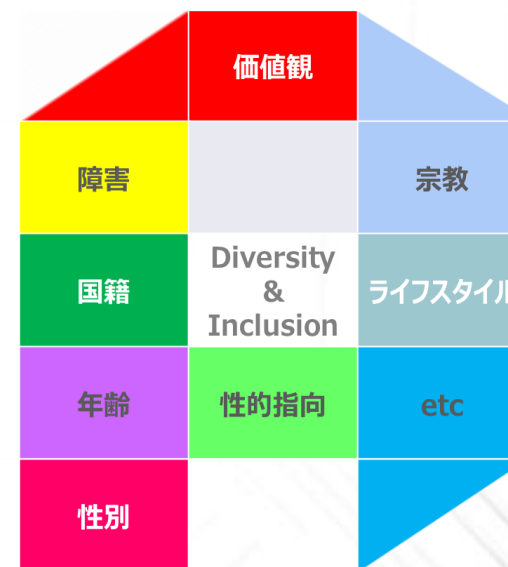 価値観
障害
宗教
国籍
Diversity
&
Inclusion
ライフスタイル
年齢
性的指向
etc
性別